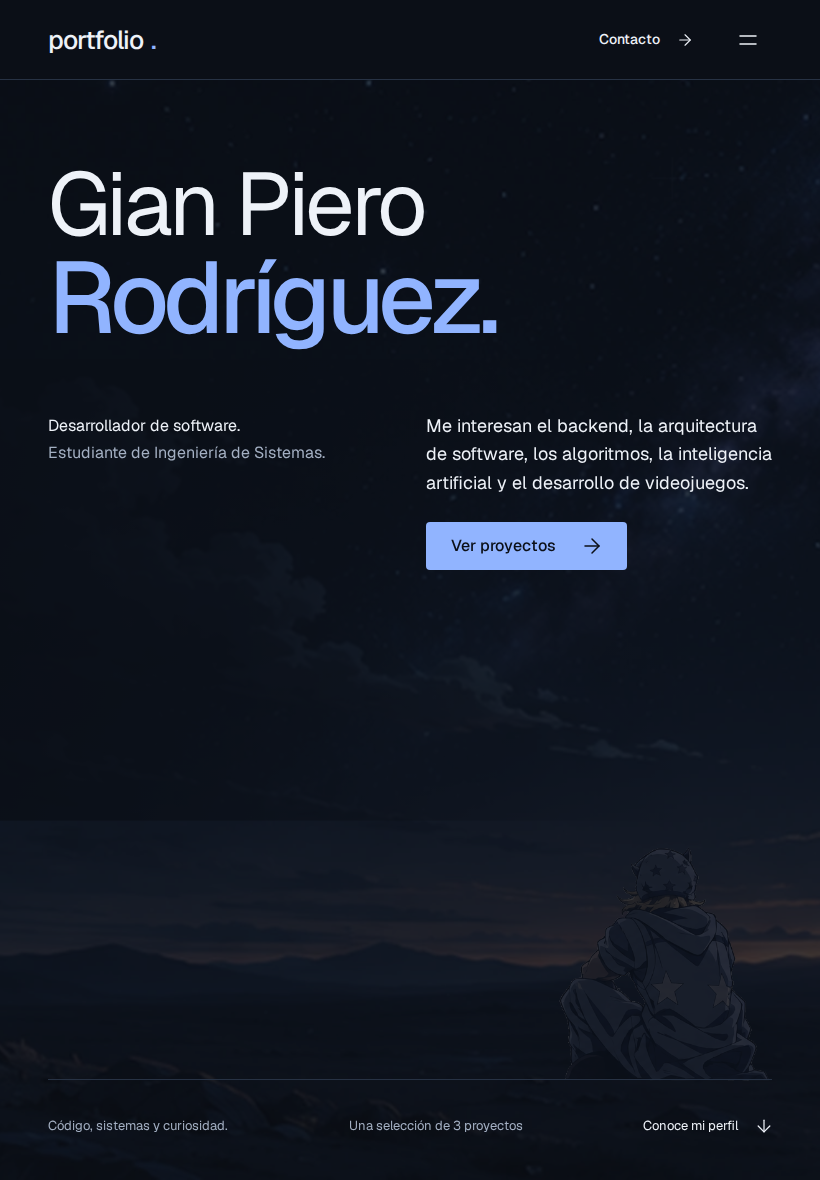 portfolio .
Contacto
Gian Piero
Rodríguez.
Desarrollador de software.
Estudiante de Ingeniería de Sistemas.
Me interesan el backend, la arquitectura
de software, los algoritmos, la inteligencia
artificial y el desarrollo de videojuegos.
Ver proyectos
Código, sistemas y curiosidad.
Una selección de 3 proyectos
Conoce mi perfil